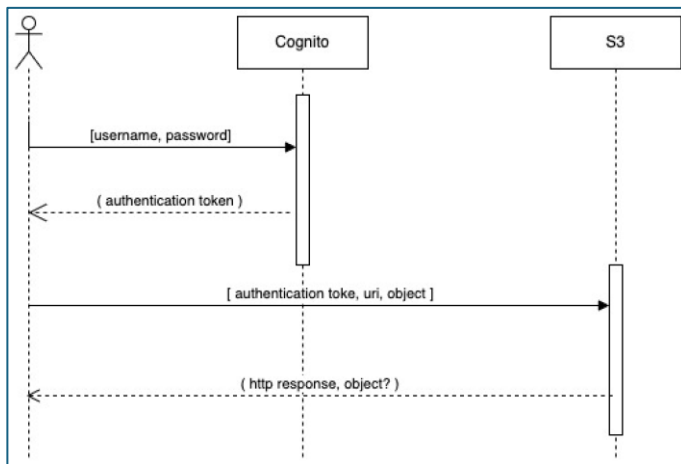 Cognito
S3
[username, password]
( authentication token )
[ authentication toke, uri, object ]
( http response, object? )